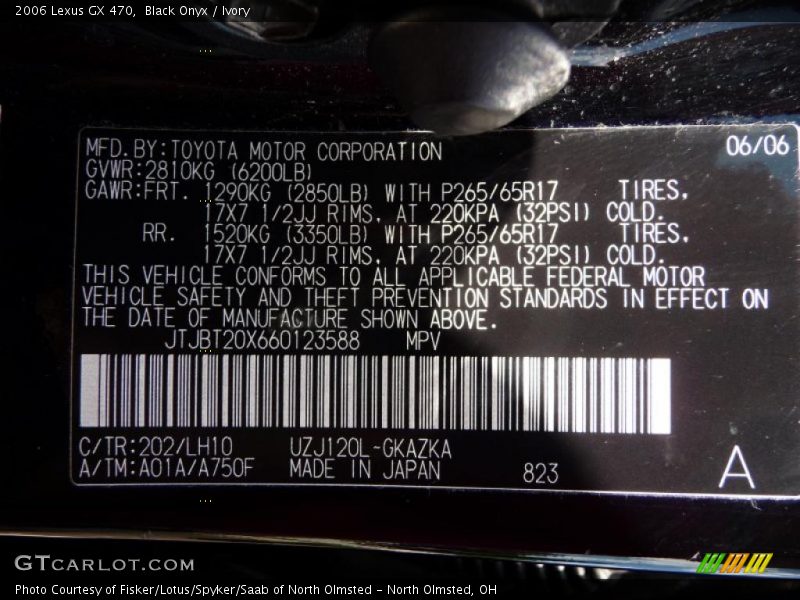 2006 Lexus GX 470, Black Onyx / Ivory
MFD.BY:TOYOTA MOTOR CORPORATION 06/06
GVWR:2810KG (6200LB)
GAWR:FRT. 1290KG (2850LB) WITH P265/65R17 TIRES,
17X7 1/2JJ RIMS, AT 220KPA (32PSI) COLD.
RR. 1520KG (3350LB) WITH P265/65R17 TIRES,
17X7 1/2JJ RIMS, AT 220KPA (32PSI) COLD.
THIS VEHICLE CONFORMS TO ALL APPLICABLE FEDERAL MOTOR
VEHICLE SAFETY AND THEFT PREVENTION STANDARDS IN EFFECT ON
THE DATE OF MANUFACTURE SHOWN ABOVE.
JTJBT20X660123588 MPV
C/TR:202/LH10 UZJ120L-GKAZKA
A/TM:A01A/A750F MADE IN JAPAN 823 A
GTCARLOT.COM
Photo Courtesy of Fisker/Lotus/Spyker/Saab of North Olmsted - North Olmsted, OH